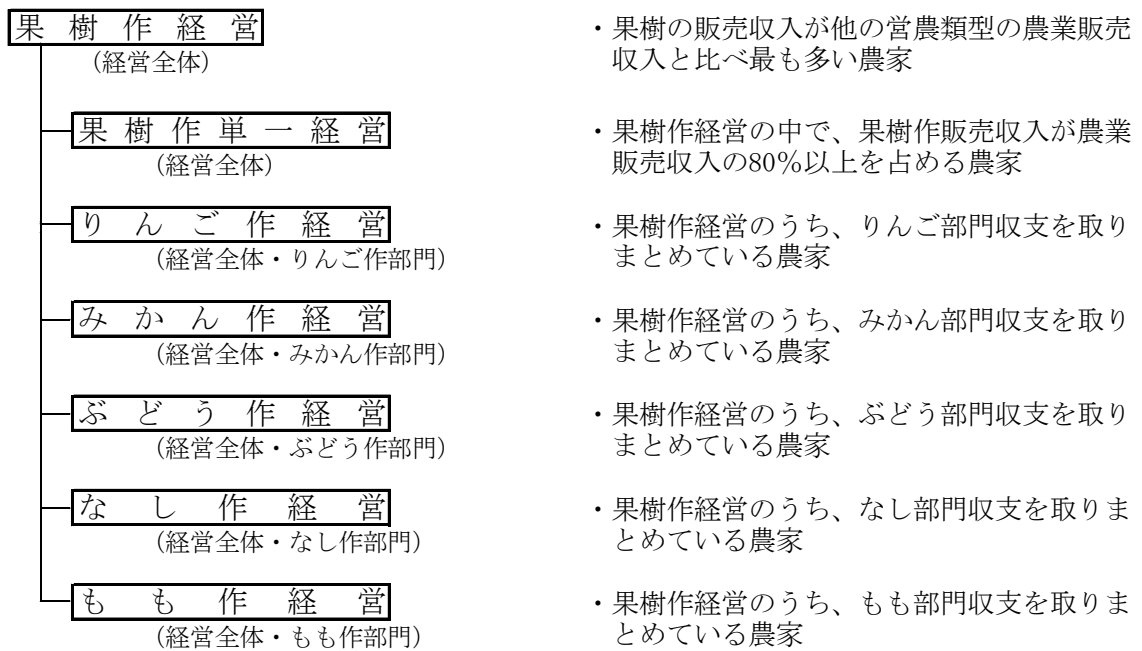 果樹作経営
(経営全体)
・果樹の販売収入が他の営農類型の農業販売
収入と比べ最も多い農家
果樹作単一経営
(経営全体)
・果樹作経営の中で、果樹作販売収入が農業
販売収入の80％以上を占める農家
りんご作経営
(経営全体・りんご作部門)
・果樹作経営のうち、りんご部門収支を取り
まとめている農家
みかん作経営
(経営全体・みかん作部門)
・果樹作経営のうち、みかん部門収支を取り
まとめている農家
ぶどう作経営
(経営全体・ぶどう作部門)
・果樹作経営のうち、ぶどう部門収支を取り
まとめている農家
なし作経営
(経営全体・なし作部門)
・果樹作経営のうち、なし部門収支を取りま
とめている農家
もも作経営
(経営全体・もも作部門)
・果樹作経営のうち、もも部門収支を取りま
とめている農家